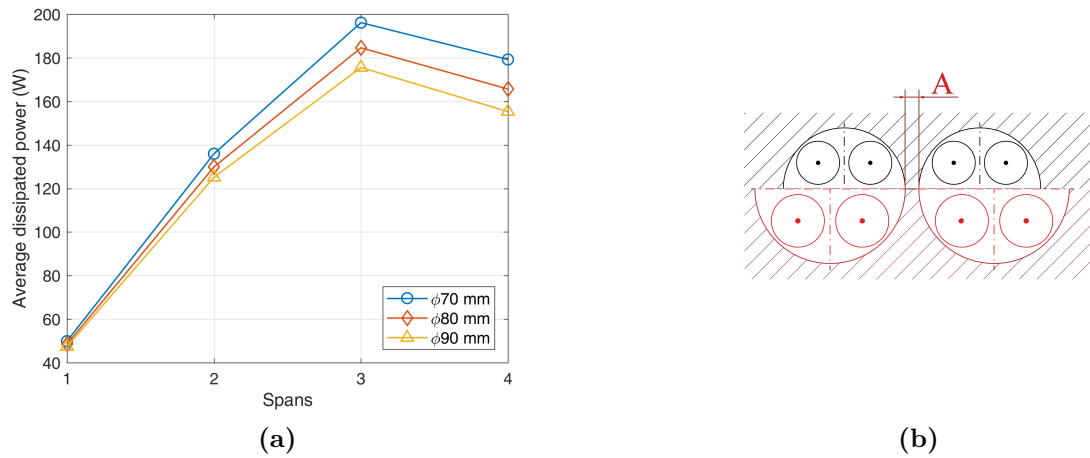 200
180
160
140
120
100
80
60
40
1 2 3 4
Average dissipated power (W)
Spans
ϕ70 mm
ϕ80 mm
ϕ90 mm
(a)
A
(b)